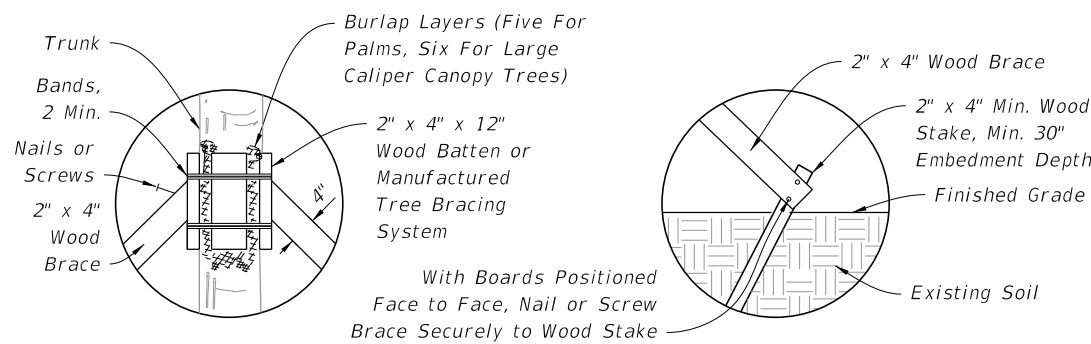 Trunk
Bands,
2 Min.
Nails or
Screws
2" x 4"
Wood
Brace
Burlap Layers (Five For
Palms, Six For Large
Caliper Canopy Trees)
2" x 4" x 12"
Wood Batten or
Manufactured
Tree Bracing
System
4"
With Boards Positioned
Face to Face, Nail or Screw
Brace Securely to Wood Stake
2" x 4" Wood Brace
2" x 4" Min. Wood
Stake, Min. 30"
Embedment Depth
Finished Grade
Existing Soil